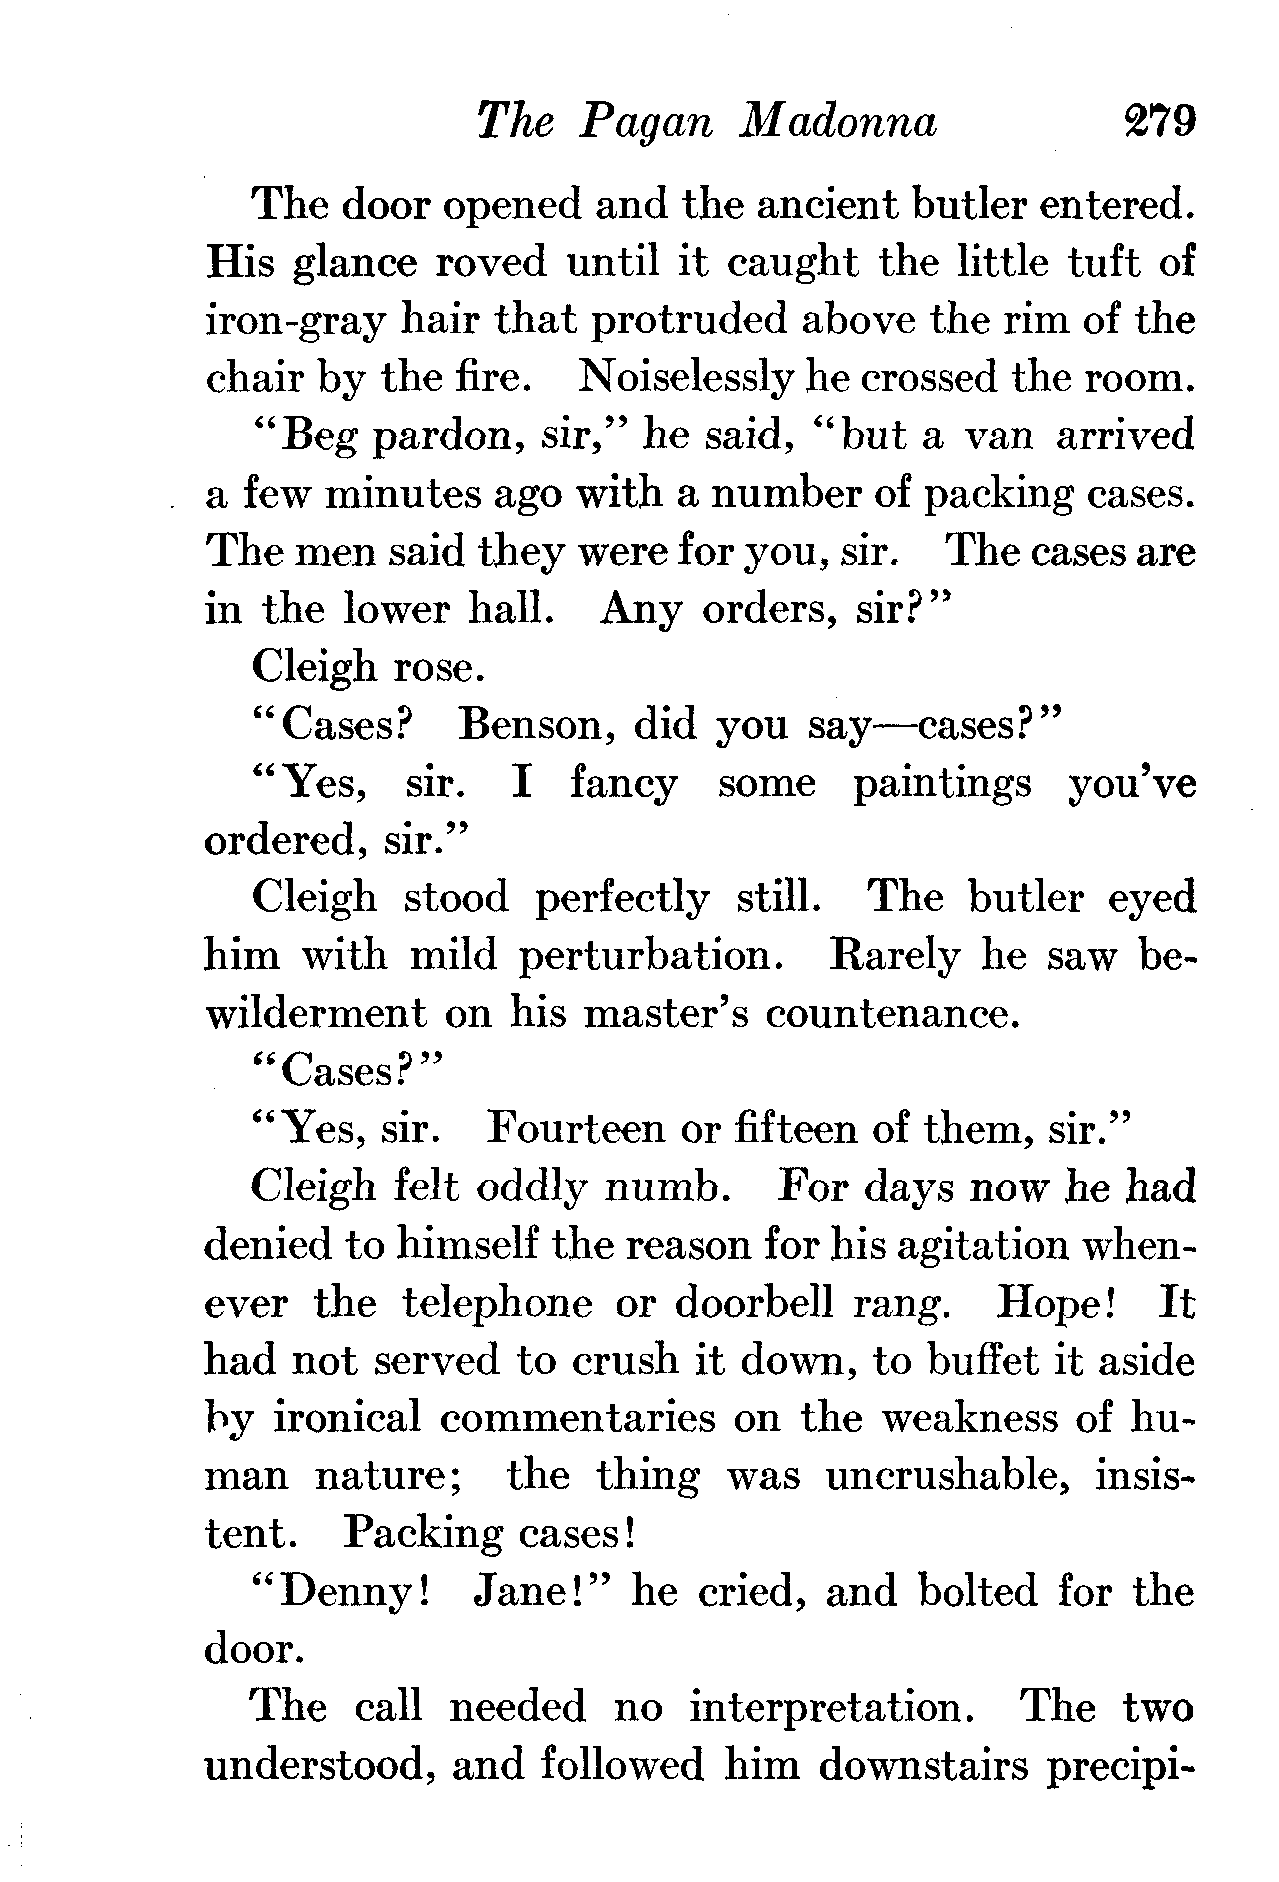 The Pagan Madonna 279
The door opened and the ancient butler entered.
His glance roved until it caught the little tuft of
iron-gray hair that protruded above the rim of the
chair by the fire. Noiselessly he crossed the room.
“Beg pardon, sir,” he said, “but a van arrived
a few minutes ago with a number of packing cases.
The men said they were for you, sir. The cases are
in the lower hall. Any orders, sir?”
Cleigh rose.
“Cases? Benson, did you say—cases?”
“Yes, sir. I fancy some paintings you’ve
ordered, sir.”
Cleigh stood perfectly still. The butler eyed
him with mild perturbation. Rarely he saw be-
wilderment on his master’s countenance.
“Cases?”
“Yes, sir. Fourteen or fifteen of them, sir.”
Cleigh felt oddly numb. For days now he had
denied to himself the reason for his agitation when-
ever the telephone or doorbell rang. Hope! It
had not served to crush it down, to buffet it aside
by ironical commentaries on the weakness of hu-
man nature; the thing was uncrushable, insis-
tent. Packing cases!
“Denny! Jane!” he cried, and bolted for the
door.
The call needed no interpretation. The two
understood, and followed him downstairs precipi-